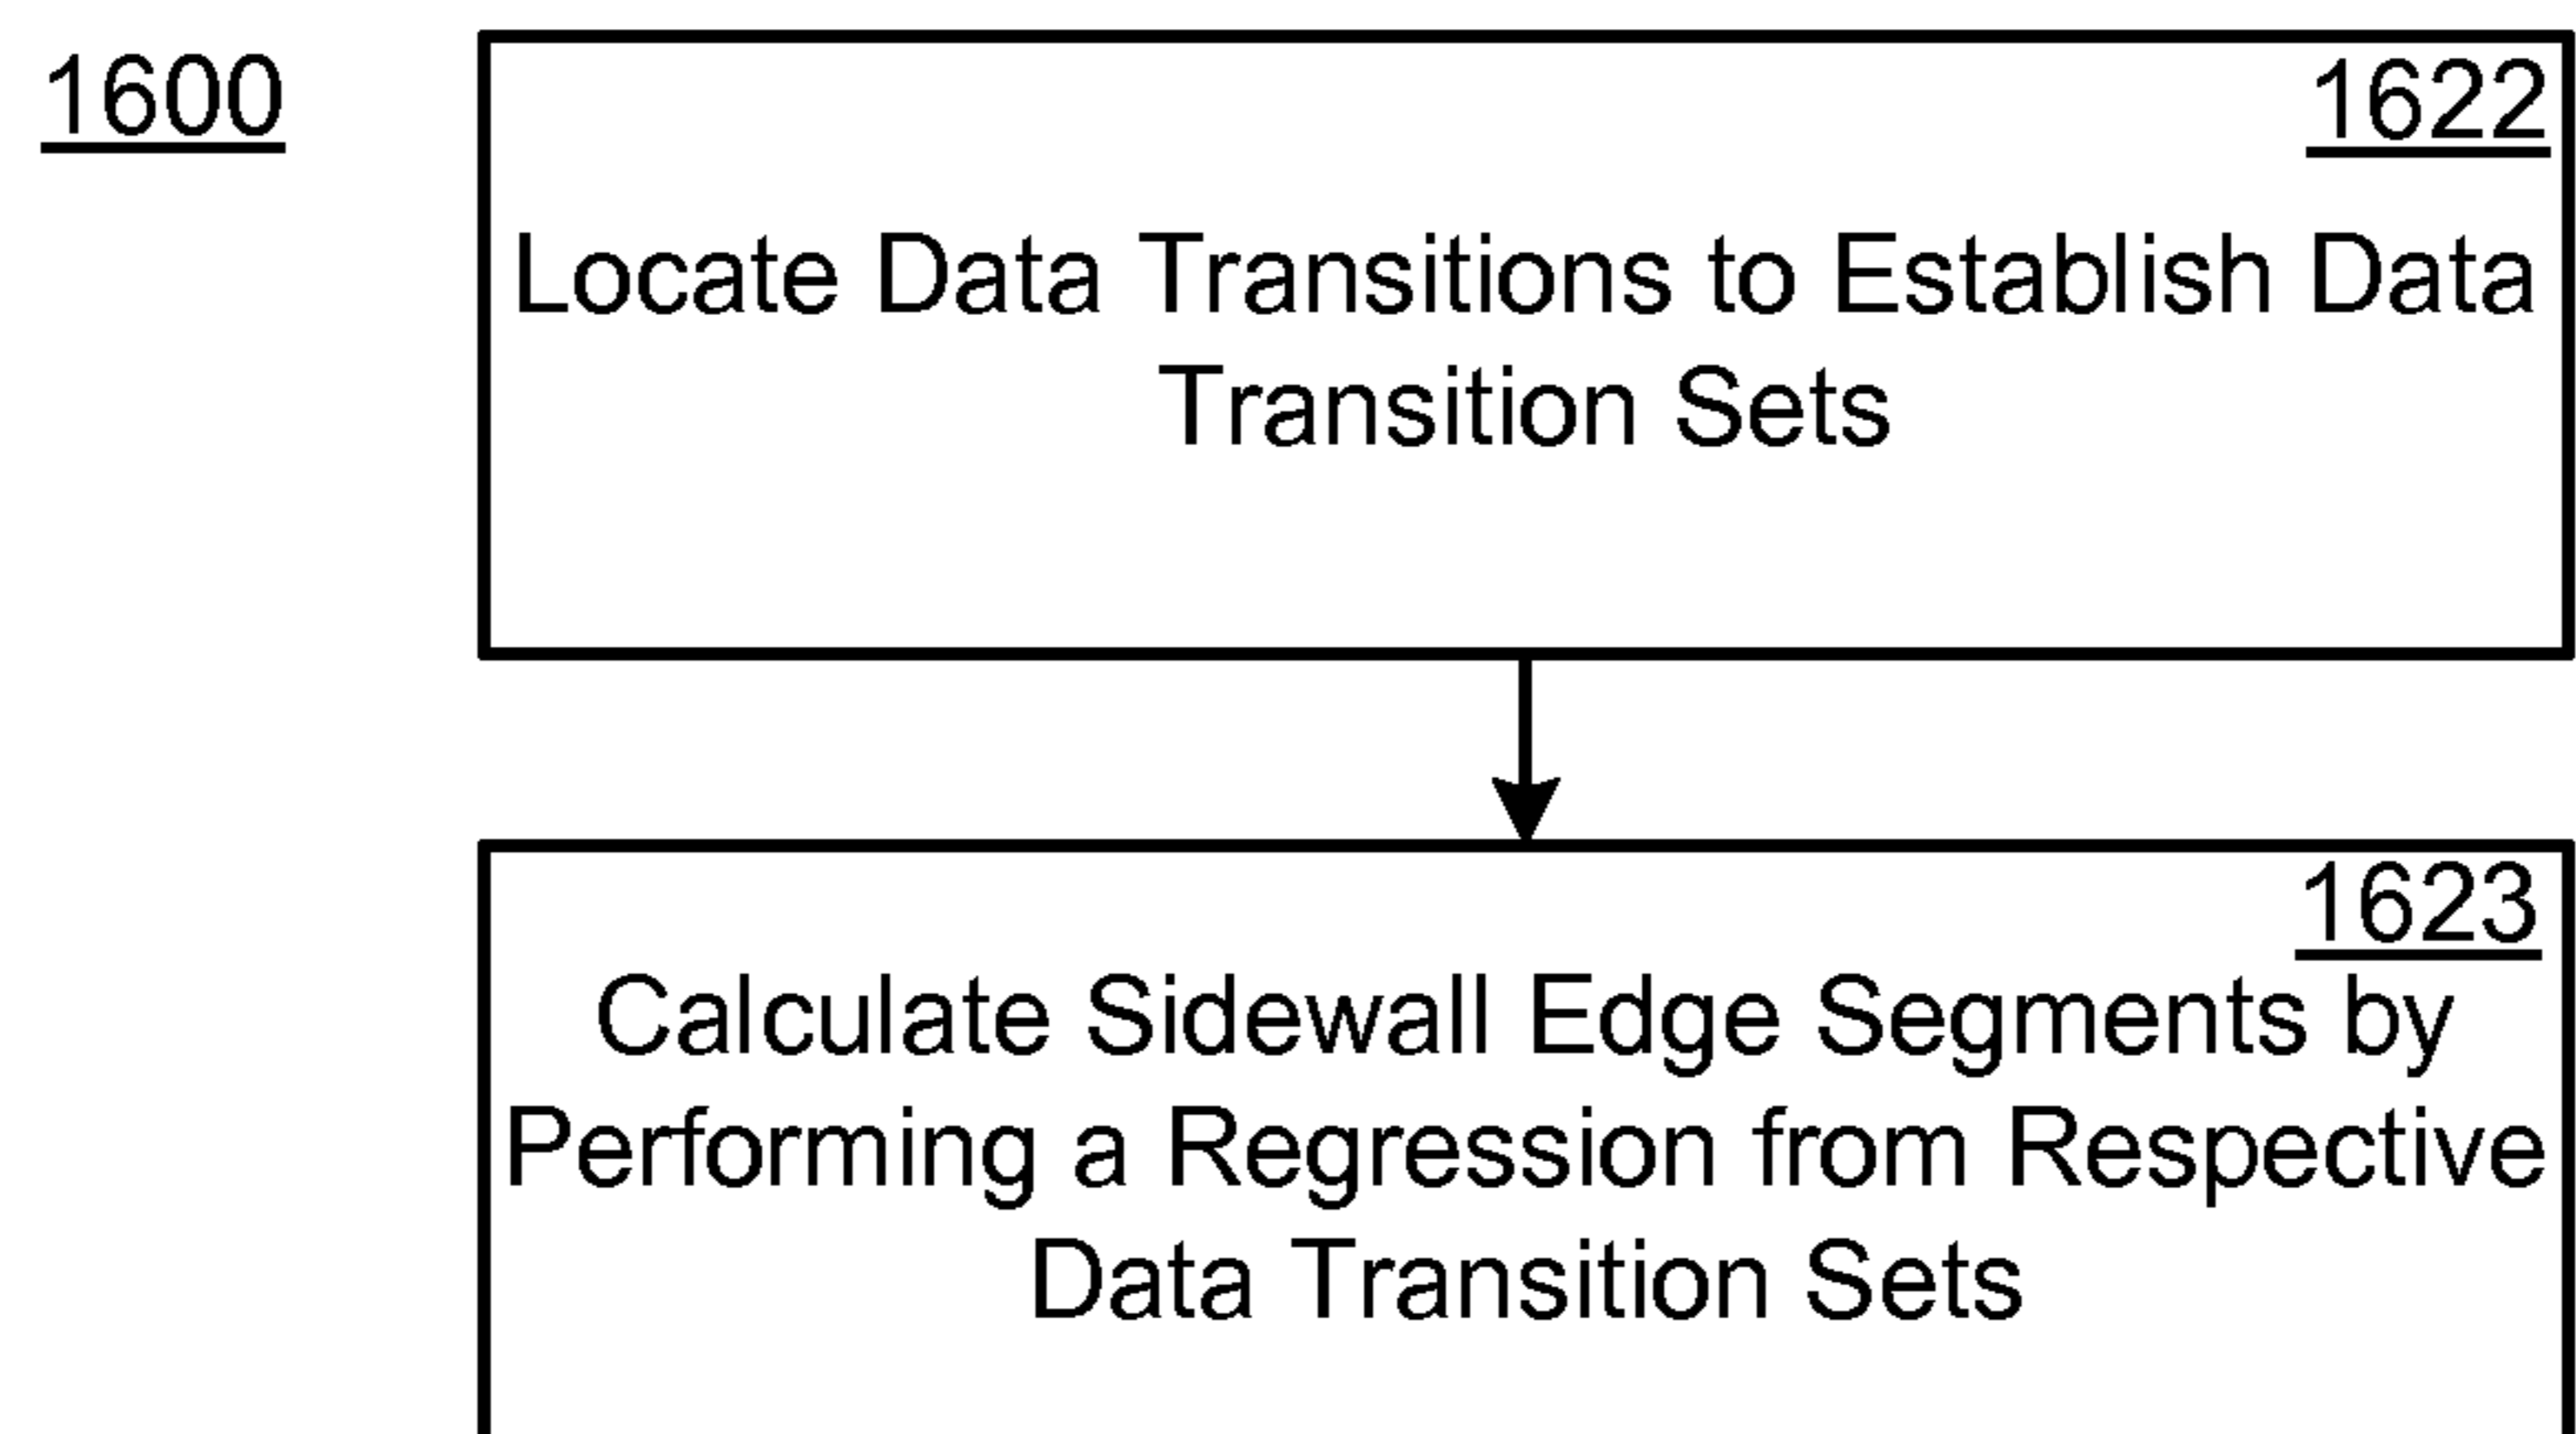 1600
1622
Locate Data Transitions to Establish Data
Transition Sets
1623
Calculate Sidewall Edge Segments by
Performing a Regression from Respective
Data Transition Sets